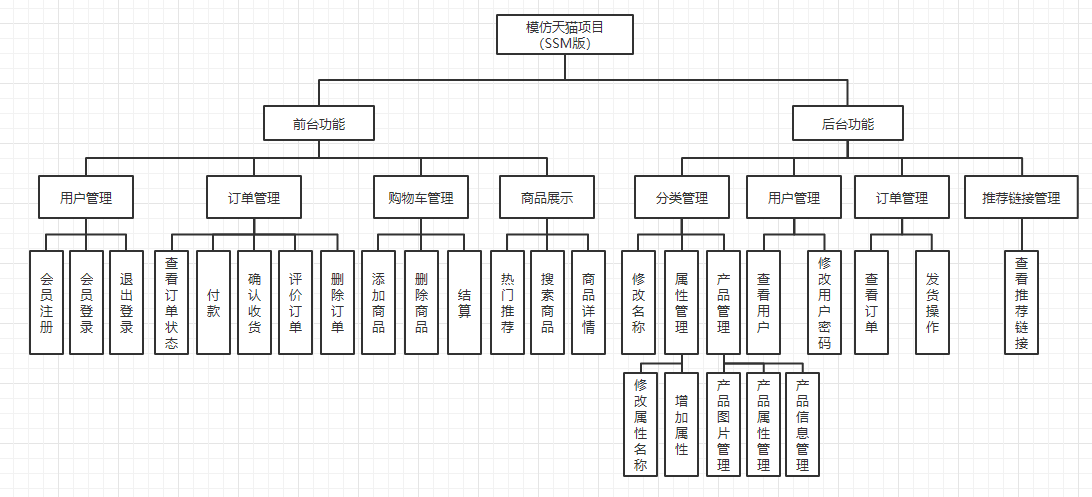 模仿天猫项目
（SSM版）
前台功能
后台功能
用户管理
订单管理
购物车管理
商品展示
分类管理
用户管理
订单管理
推荐链接管理
会员注册
会员登录
退出登录
查看订单状态
付款
确认收货
评价订单
删除订单
添加商品
删除商品
结算
热门推荐
搜索商品
商品详情
修改名称
属性管理
产品管理
查看用户
修改用户密码
查看订单
发货操作
查看推荐链接
修改属性名称
增加属性
产品图片管理
产品属性管理
产品信息管理